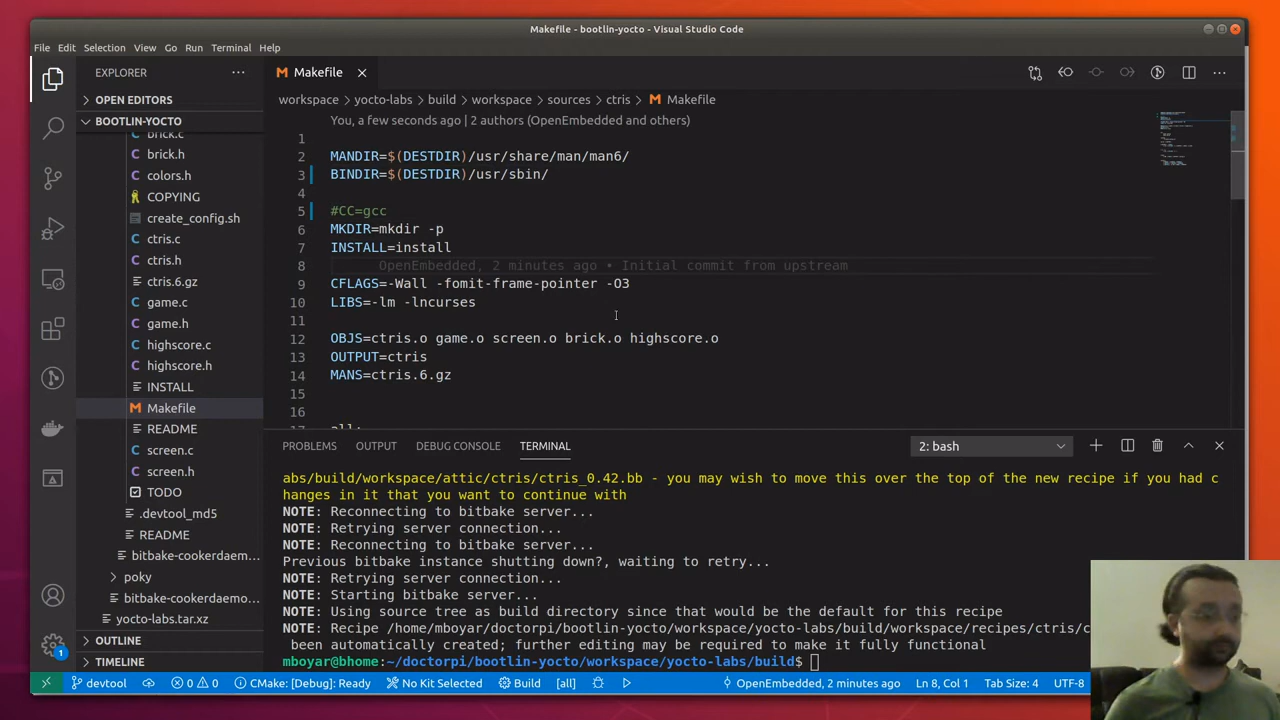 Makefile - bootlin-yocto - Visual Studio Code
File Edit Selection View Go Run Terminal Help
EXPLORER
OPEN EDITORS
BOOTLIN-YOCTO
brick.c
brick.h
colors.h
COPYING
create_config.sh
ctris.c
ctris.h
ctris.6.gz
game.c
game.h
highscore.c
highscore.h
INSTALL
Makefile
README
screen.c
screen.h
TODO
.devtool_md5
README
bitbake-cookerdaem...
poky
bitbake-cookerdaemo...
yocto-labs.tar.xz
OUTLINE
TIMELINE
1
Makefile
workspace > yocto-labs > build > workspace > sources > ctris > Makefile
You, a few seconds ago | 2 authors (OpenEmbedded and others)
1
2 MANDIR=$(DESTDIR)/usr/share/man/man6/
3 BINDIR=$(DESTDIR)/usr/sbin/
4
5 #CC=gcc
6 MKDIR=mkdir -p
7 INSTALL=install
8 OpenEmbedded, 2 minutes ago • Initial commit from upstream
9 CFLAGS=-Wall -fomit-frame-pointer -O3
10 LIBS=-lm -lncurses
11
12 OBJS=ctris.o game.o screen.o brick.o highscore.o
13 OUTPUT=ctris
14 MANS=ctris.6.gz
15
16
17 all:
PROBLEMS OUTPUT DEBUG CONSOLE TERMINAL 2: bash
abs/build/workspace/attic/ctris/ctris_0.42.bb - you may wish to move this over the top of the new recipe if you had c
hanges in it that you want to continue with
NOTE: Reconnecting to bitbake server...
NOTE: Retrying server connection...
NOTE: Reconnecting to bitbake server...
Previous bitbake instance shutting down?, waiting to retry...
NOTE: Retrying server connection...
NOTE: Starting bitbake server...
NOTE: Using source tree as build directory since that would be the default for this recipe
NOTE: Recipe /home/mboyar/doctorpi/bootlin-yocto/workspace/yocto-labs/build/workspace/recipes/ctris/c
been automatically created; further editing may be required to make it fully functional
mboyar@bhome:~/doctorpi/bootlin-yocto/workspace/yocto-labs/build$
devtool 0 0 CMake: [Debug]: Ready No Kit Selected Build [all] OpenEmbedded, 2 minutes ago Ln 8, Col 1 Tab Size: 4 UTF-8